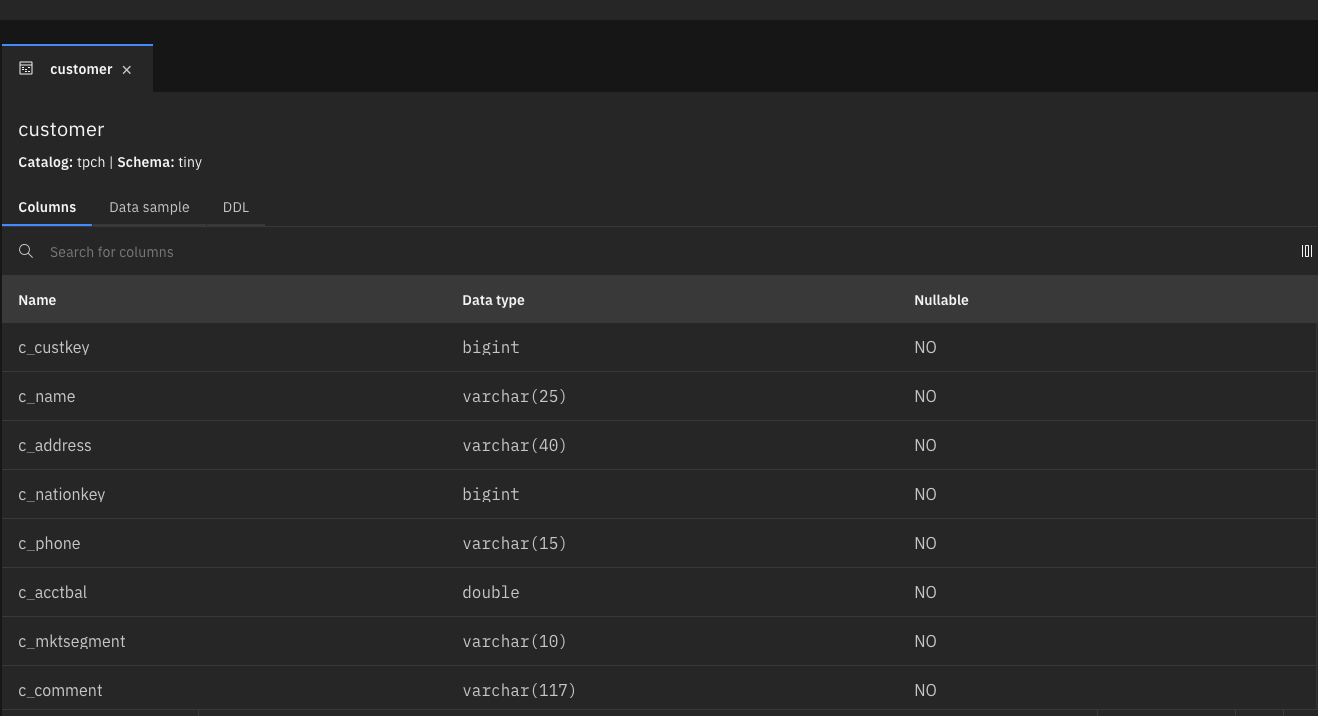 customer
customer
Catalog: tpch | Schema: tiny
Columns Data sample DDL
Search for columns
Name Data type Nullable
c_custkey bigint NO
c_name varchar(25) NO
c_address varchar(40) NO
c_nationkey bigint NO
c_phone varchar(15) NO
c_acctbal double NO
c_mktsegment varchar(10) NO
c_comment varchar(117) NO